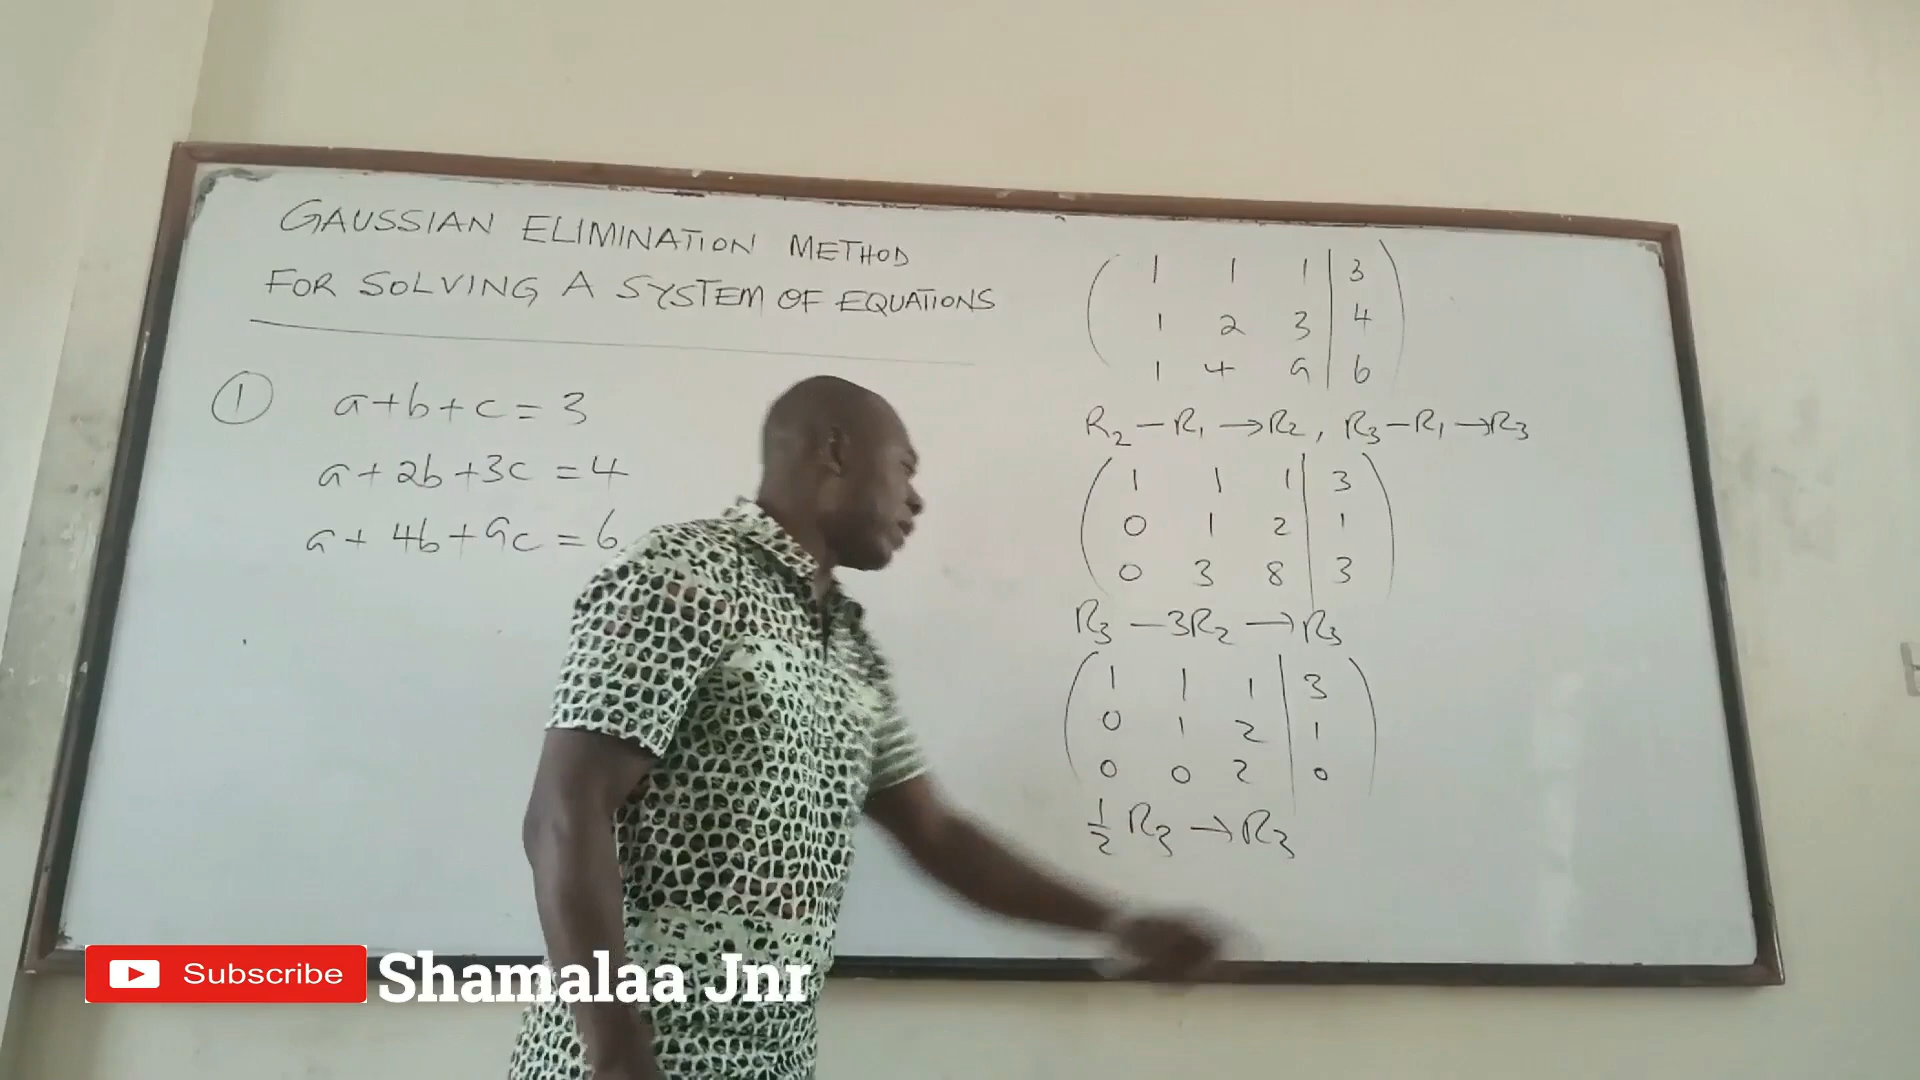 GAUSSIAN ELIMINATION METHOD
FOR SOLVING A SYSTEM OF EQUATIONS
① a+b+c=3
a+2b+3c=4
a+4b+9c=6
1 1 1 | 3
1 2 3 | 4
1 4 9 | 6
R₂ − R₁ → R₂, R₃ − R₁ → R₃
1 1 1 | 3
0 1 2 | 1
0 3 8 | 3
R₃ − 3R₂ → R₃
1 1 1 | 3
0 1 2 | 1
0 0 2 | 0
½ R₃ → R₃
Subscribe Shamalaa Jnr